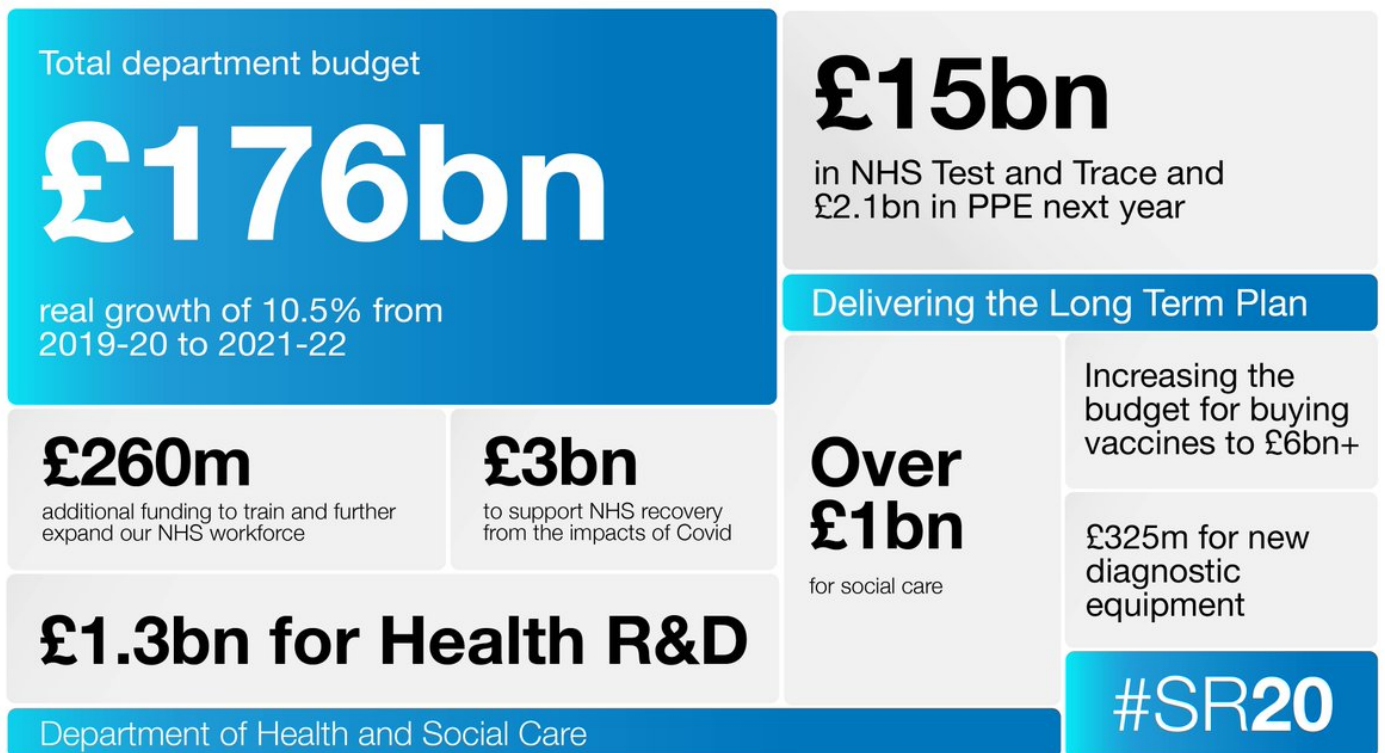 Total department budget
£176bn
real growth of 10.5% from
2019-20 to 2021-22
£15bn
in NHS Test and Trace and
£2.1bn in PPE next year
Delivering the Long Term Plan
£260m
additional funding to train and further
expand our NHS workforce
£3bn
to support NHS recovery
from the impacts of Covid
£1.3bn for Health R&D
Over
£1bn
for social care
Increasing the
budget for buying
vaccines to £6bn+
£325m for new
diagnostic
equipment
Department of Health and Social Care
#SR20